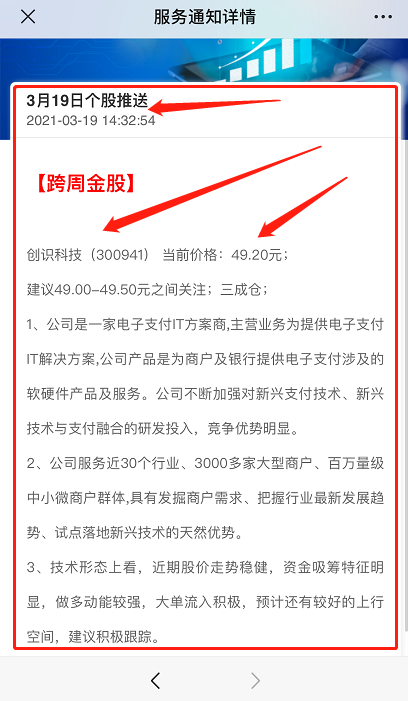 服务通知详情
3月19日个股推送
2021-03-19 14:32:54
【跨周金股】
创识科技（300941） 当前价格：49.20元；
建议49.00-49.50元之间关注；三成仓；
1、公司是一家电子支付IT方案商,主营业务为提供电子支付
IT解决方案,公司产品是为商户及银行提供电子支付涉及的
软硬件产品及服务。公司不断加强对新兴支付技术、新兴
技术与支付融合的研发投入，竞争优势明显。
2、公司服务近30个行业、3000多家大型商户、百万量级
中小微商户群体,具有发掘商户需求、把握行业最新发展趋
势、试点落地新兴技术的天然优势。
3、技术形态上看，近期股价走势稳健，资金吸筹特征明
显，做多动能较强，大单流入积极，预计还有较好的上行
空间，建议积极跟踪。